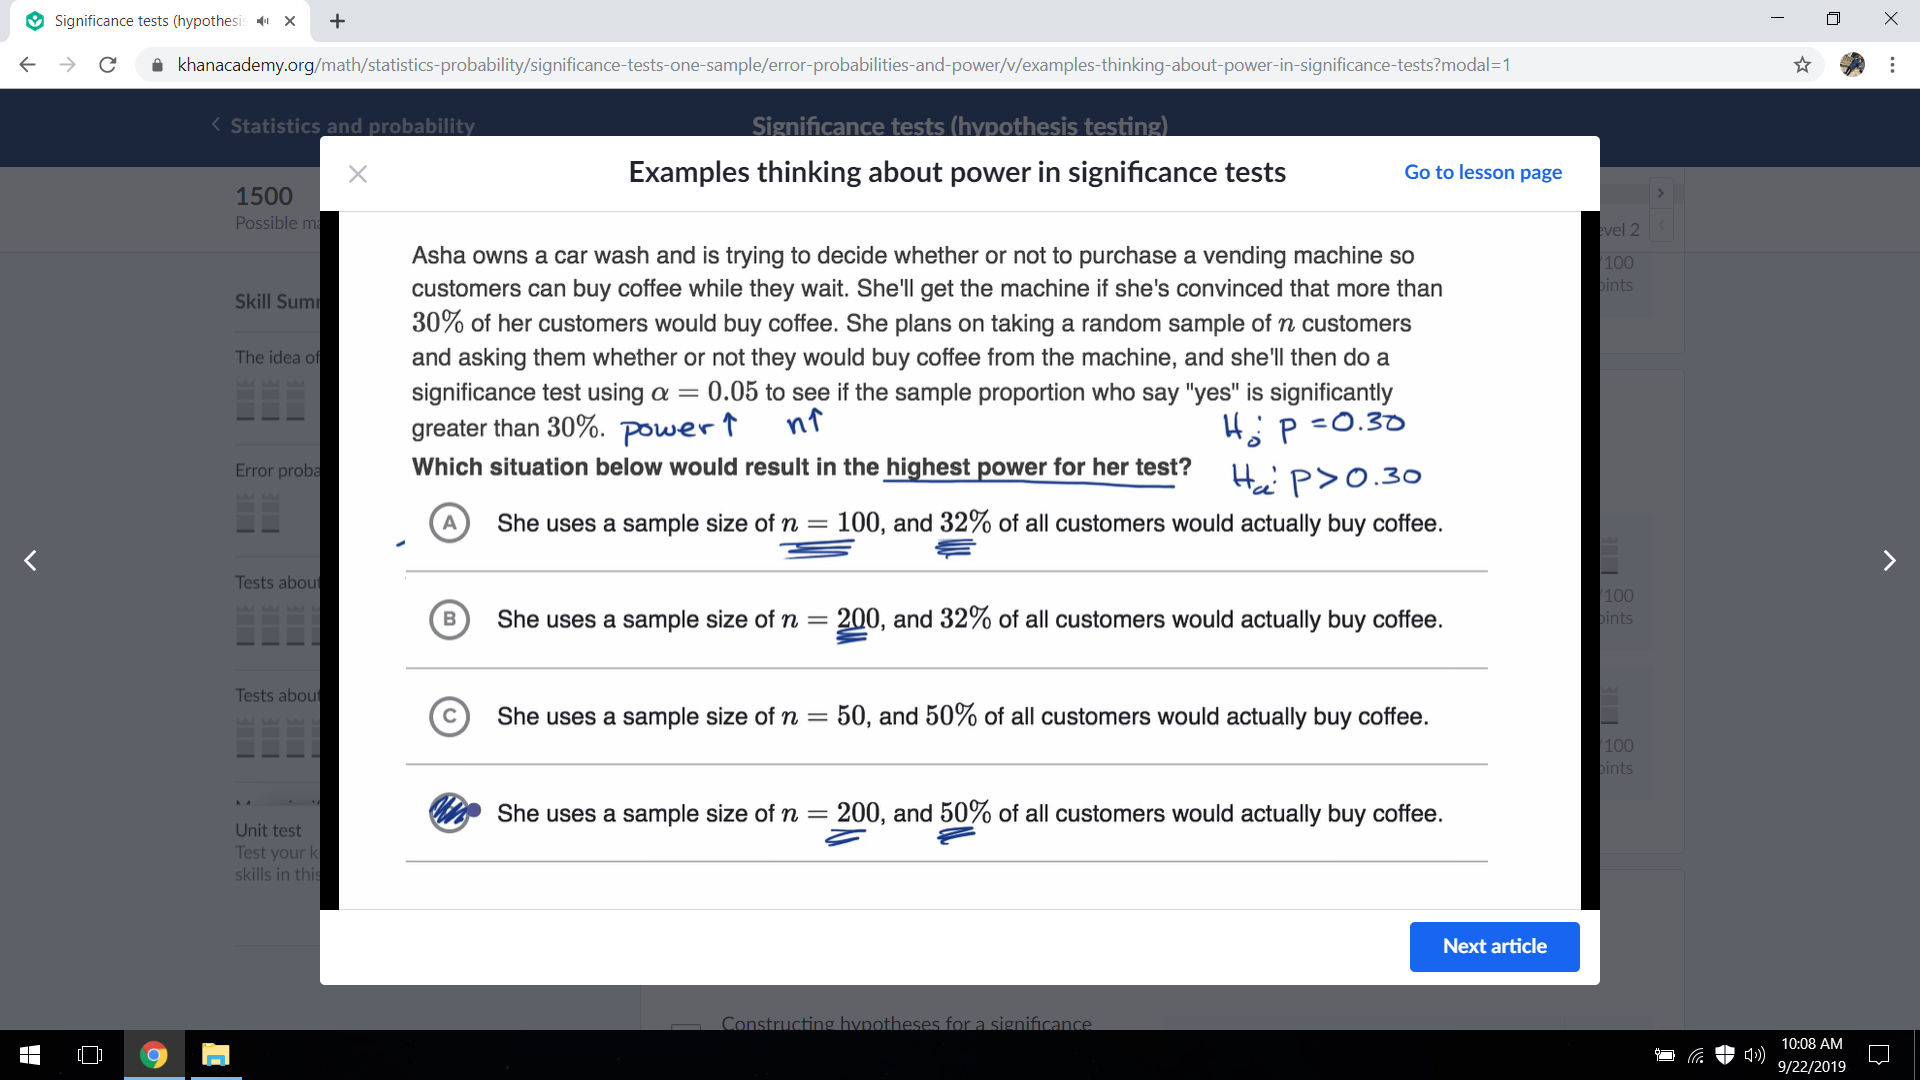 Significance tests (hypothesis
khanacademy.org/math/statistics-probability/significance-tests-one-sample/error-probabilities-and-power/v/examples-thinking-about-power-in-significance-tests?modal=1
Statistics and probability
Significance tests (hypothesis testing)
Examples thinking about power in significance tests
Go to lesson page
1500
Possible
Level 2
Asha owns a car wash and is trying to decide whether or not to purchase a vending machine so
customers can buy coffee while they wait. She'll get the machine if she's convinced that more than
30% of her customers would buy coffee. She plans on taking a random sample of n customers
and asking them whether or not they would buy coffee from the machine, and she'll then do a
significance test using α = 0.05 to see if the sample proportion who say "yes" is significantly
greater than 30%. power↑ n↑
H₀: p = 0.30
Which situation below would result in the highest power for her test?
Hₐ: p > 0.30
A She uses a sample size of n = 100, and 32% of all customers would actually buy coffee.
B She uses a sample size of n = 200, and 32% of all customers would actually buy coffee.
C She uses a sample size of n = 50, and 50% of all customers would actually buy coffee.
She uses a sample size of n = 200, and 50% of all customers would actually buy coffee.
Next article
Skill
The idea of
Error
Tests about
Tests about
Unit test
Test your
skills in this
/100
points
/100
points
/100
points
Constructing hypotheses for a significance
10:08 AM
9/22/2019